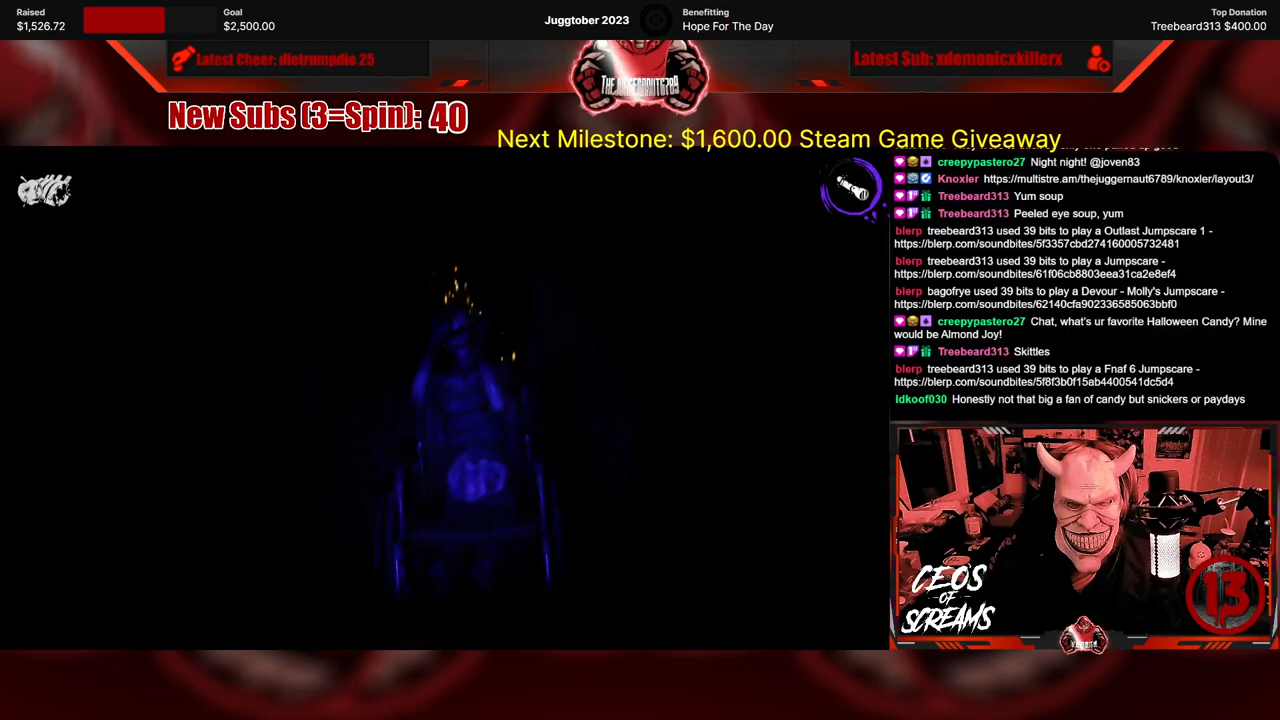 Raised
$1,526.72
Goal
$2,500.00
Juggtober 2023
Benefitting
Hope For The Day
Top Donation
Treebeard313 $400.00
Latest Cheer: dietrumpdie 25
THEJUGGERNAUT6789
Latest Sub: xdemonicxkillerx
New Subs (3=Spin): 40
Next Milestone: $1,600.00 Steam Game Giveaway
creepypastero27 Night night! @joven83
Knoxler https://multistre.am/thejuggernaut6789/knoxler/layout3/
Treebeard313 Yum soup
Treebeard313 Peeled eye soup, yum
blerp treebeard313 used 39 bits to play a Outlast Jumpscare 1 -
https://blerp.com/soundbites/5f3357cbd274160005732481
blerp treebeard313 used 39 bits to play a Jumpscare -
https://blerp.com/soundbites/61f06cb8803eea31ca2e8ef4
blerp bagofrye used 39 bits to play a Devour - Molly's Jumpscare -
https://blerp.com/soundbites/62140cfa902336585063bbf0
creepypastero27 Chat, what's ur favorite Halloween Candy? Mine
would be Almond Joy!
Treebeard313 Skittles
blerp treebeard313 used 39 bits to play a Fnaf 6 Jumpscare -
https://blerp.com/soundbites/5f8f3b0f15ab4400541dc5d4
Idkoof030 Honestly not that big a fan of candy but snickers or paydays
CEOS
OF
SCREAMS
13